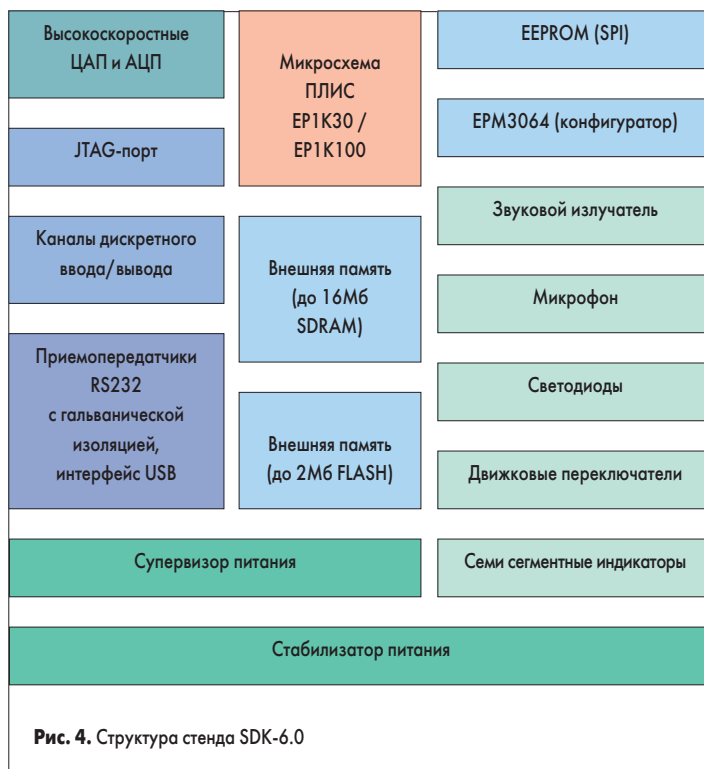 Высокоскоростные
ЦАП и АЦП
JTAG-порт
Каналы дискретного
ввода/вывода
Приемопередатчики
RS232
с гальванической
изоляцией,
интерфейс USB
Микросхема
ПЛИС
EP1K30 /
EP1K100
Внешняя память
(до 16Мб
SDRAM)
Внешняя память
(до 2Мб FLASH)
EEPROM (SPI)
EPM3064 (конфигуратор)
Звуковой излучатель
Микрофон
Светодиоды
Движковые переключатели
Супервизор питания
Семи сегментные индикаторы
Стабилизатор питания
Рис. 4. Структура стенда SDK-6.0